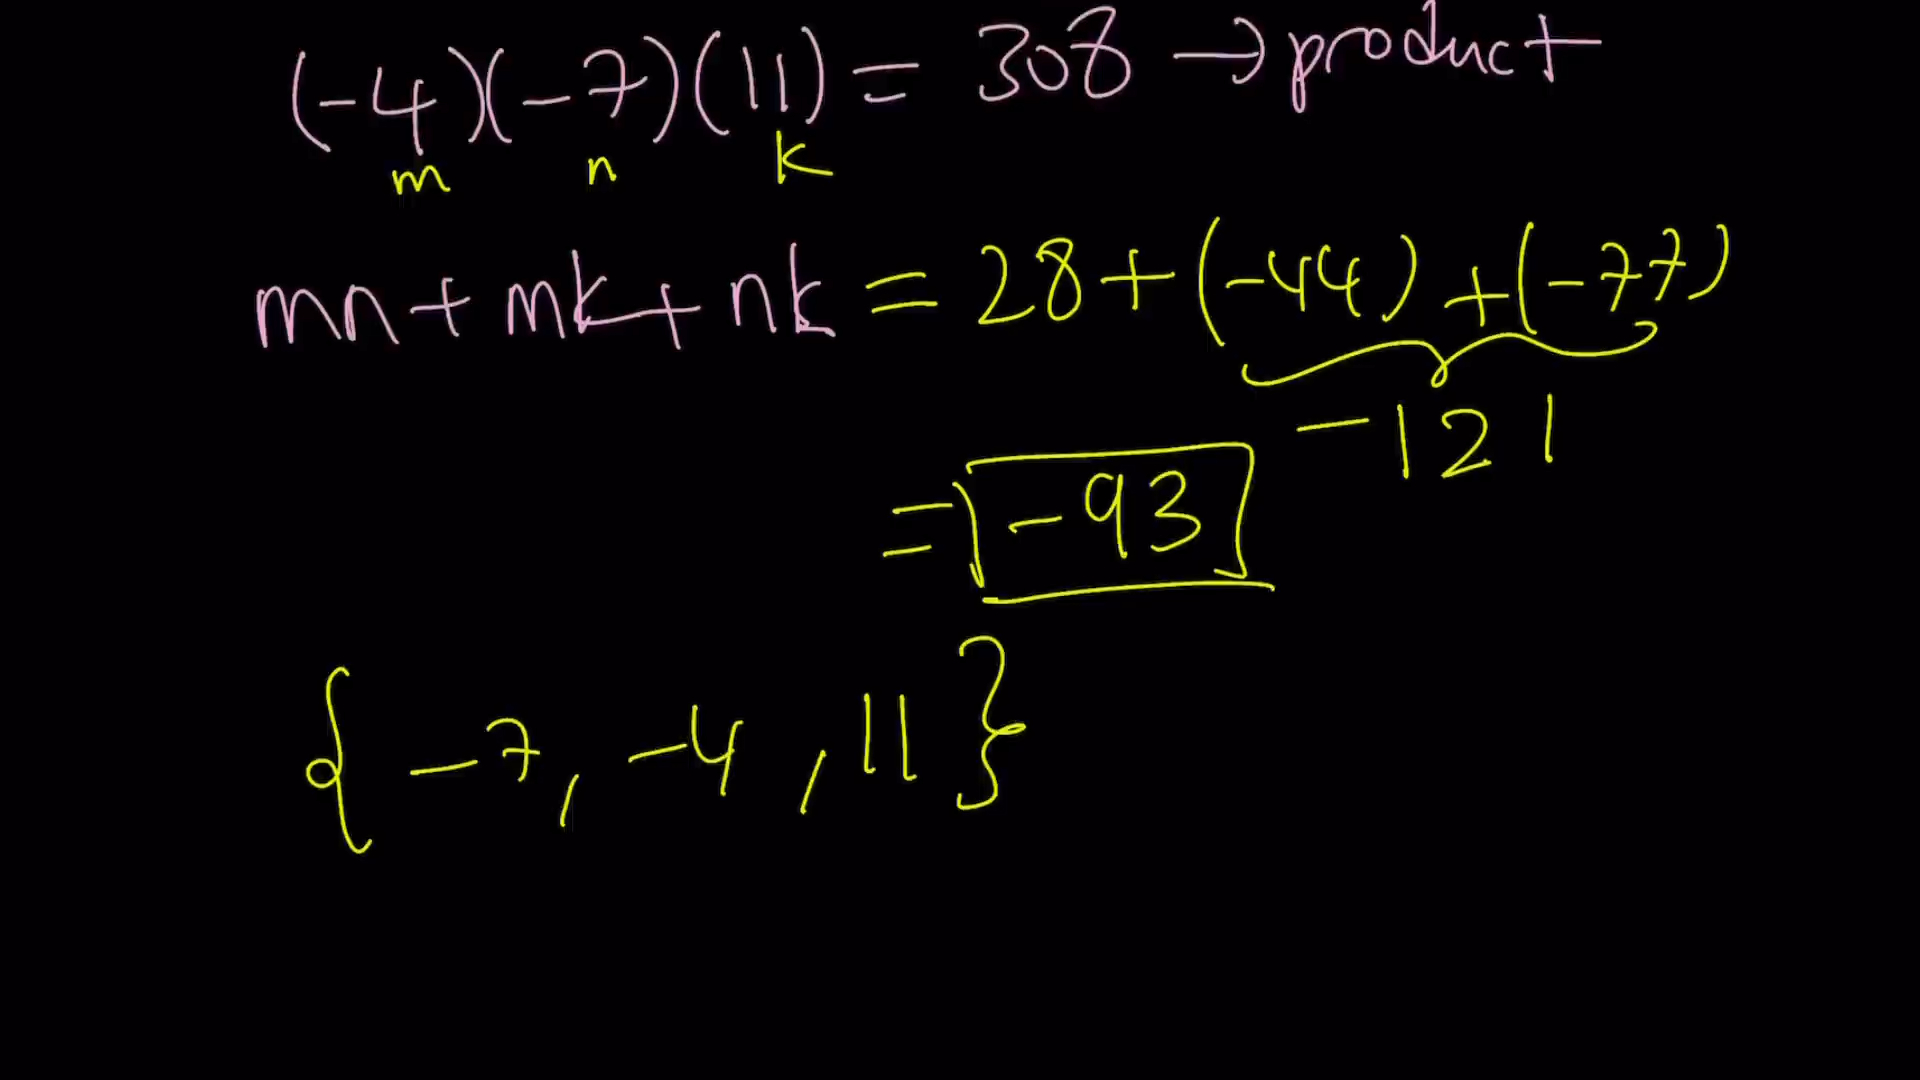 (-4)(-7)(11) = 308 → product
m n k
mn + mk + nk = 28 + (-44) + (-77)
-121
= -93
{ -7, -4, 11 }